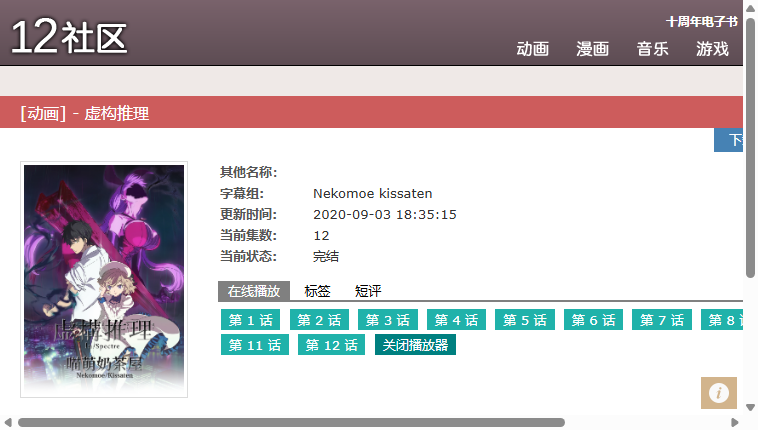 12社区
十周年电子书
动画 漫画 音乐 游戏
[动画] - 虚构推理
下
其他名称:
字幕组: Nekomoe kissaten
更新时间: 2020-09-03 18:35:15
当前集数: 12
当前状态: 完结
在线播放 标签 短评
第 1 话 第 2 话 第 3 话 第 4 话 第 5 话 第 6 话 第 7 话 第 8
第 11 话 第 12 话 关闭播放器
虚構推理
In/Spectre
喵萌奶茶屋
Nekomoe/Kissaten
i